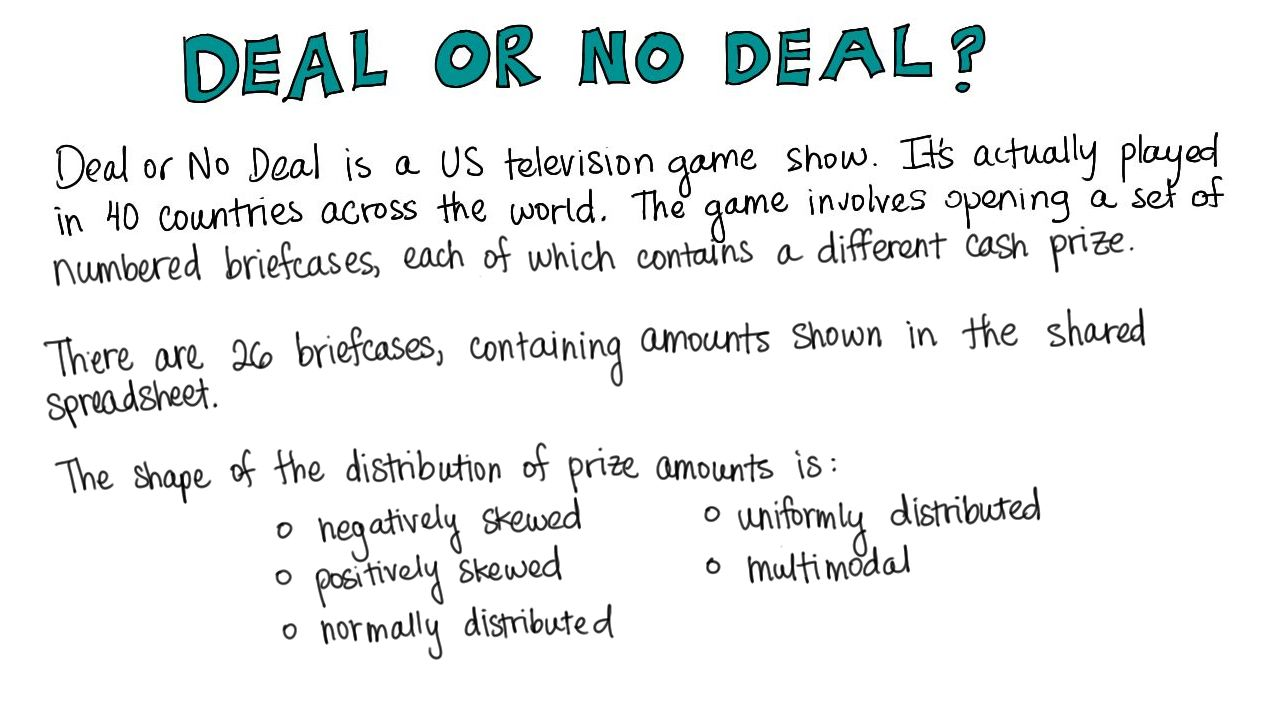 DEAL OR NO DEAL?
Deal or No Deal is a US television game show. It's actually played
in 40 countries across the world. The game involves opening a set of
numbered briefcases, each of which contains a different cash prize.
There are 26 briefcases, containing amounts shown in the shared
spreadsheet.
The shape of the distribution of prize amounts is:
o negatively skewed
o positively skewed
o normally distributed
o uniformly distributed
o multimodal